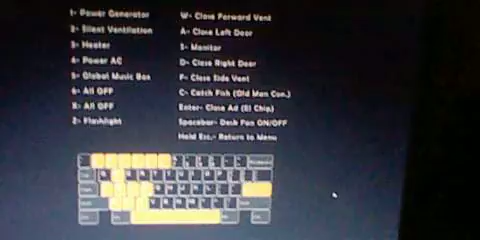 1- Power Generator
2- Silent Ventilation
3- Heater
4- Power AC
5- Global Music Box
6- All OFF
X- All OFF
Z- Flashlight
W- Close Forward Vent
A- Close Left Door
S- Monitor
D- Close Right Door
F- Close Side Vent
C- Catch Fish (Old Man Con.)
Enter- Close Ad (El Chip)
Spacebar- Desk Fan ON/OFF
Hold Esc.- Return to Menu